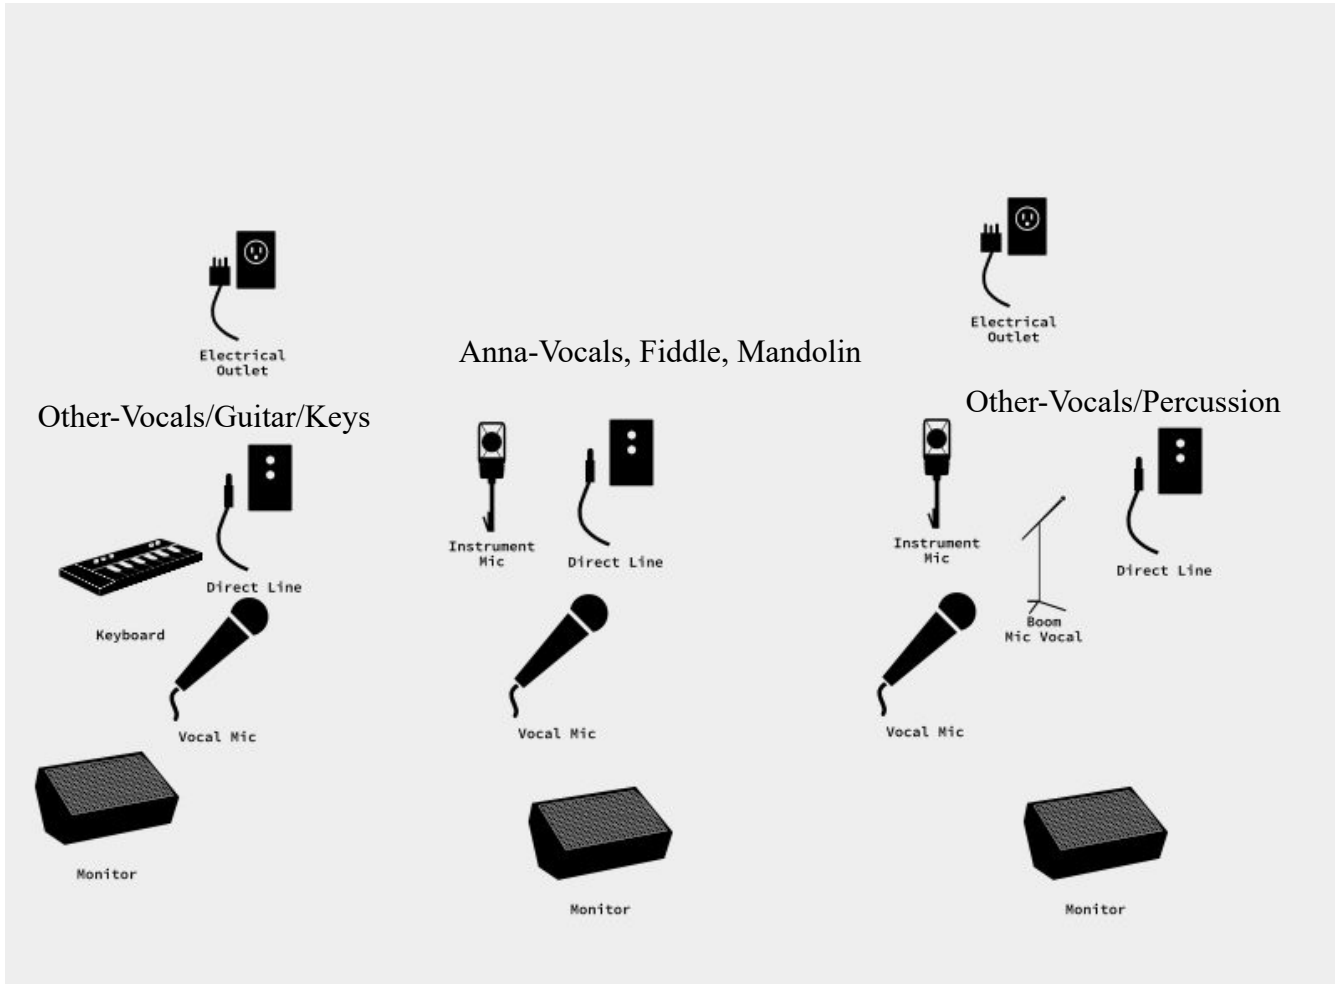 Electrical
Outlet
Electrical
Outlet
Anna-Vocals, Fiddle, Mandolin
Other-Vocals/Guitar/Keys
Other-Vocals/Percussion
Instrument
Mic
Direct Line
Instrument
Mic
Direct Line
Direct Line
Keyboard
Boom
Mic Vocal
Vocal Mic
Vocal Mic
Vocal Mic
Monitor
Monitor
Monitor